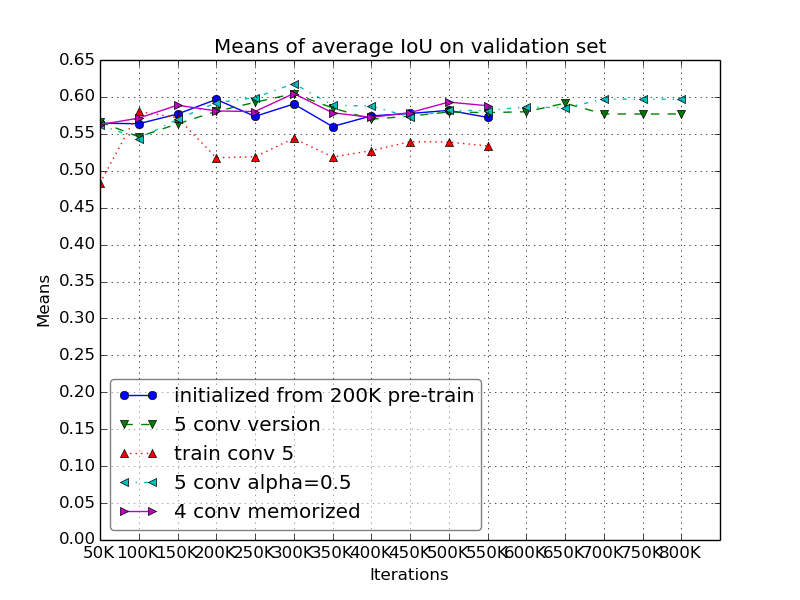 Means of average IoU on validation set
0.65
0.60
0.55
0.50
0.45
0.40
0.35
0.30
0.25
0.20
0.15
0.10
0.05
0.00
Means
initialized from 200K pre-train
5 conv version
train conv 5
5 conv alpha=0.5
4 conv memorized
50K 100K 150K 200K 250K 300K 350K 400K 450K 500K 550K 600K 650K 700K 750K 800K
Iterations